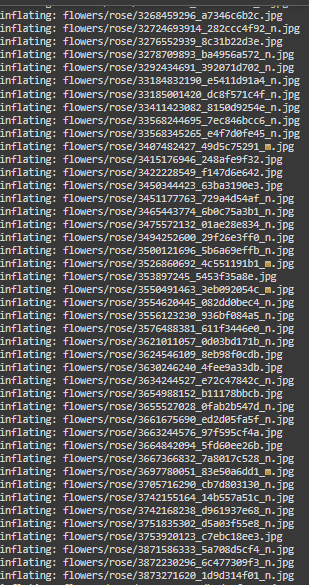 inflating: flowers/rose/3268459296_a7346c6b2c.jpg
inflating: flowers/rose/32724693914_282ccc4f92_n.jpg
inflating: flowers/rose/3276552939_8c31b22d3e.jpg
inflating: flowers/rose/3278709893_ba4956a572_n.jpg
inflating: flowers/rose/3292434691_392071d702_n.jpg
inflating: flowers/rose/33184832190_e5411d91a4_n.jpg
inflating: flowers/rose/33185001420_dc8f571c4f_n.jpg
inflating: flowers/rose/33411423082_8150d9254e_n.jpg
inflating: flowers/rose/33568244695_7ec846bcc6_n.jpg
inflating: flowers/rose/33568345265_e4f7d0fe45_n.jpg
inflating: flowers/rose/3407482427_49d5c75291_m.jpg
inflating: flowers/rose/3415176946_248afe9f32.jpg
inflating: flowers/rose/3422228549_f147d6e642.jpg
inflating: flowers/rose/3450344423_63ba3190e3.jpg
inflating: flowers/rose/3451177763_729a4d54af_n.jpg
inflating: flowers/rose/3465443774_6b0c75a3b1_n.jpg
inflating: flowers/rose/3475572132_01ae28e834_n.jpg
inflating: flowers/rose/3494252600_29f26e3ff0_n.jpg
inflating: flowers/rose/3500121696_5b6a69effb_n.jpg
inflating: flowers/rose/3526860692_4c551191b1_m.jpg
inflating: flowers/rose/353897245_5453f35a8e.jpg
inflating: flowers/rose/3550491463_3eb092054c_m.jpg
inflating: flowers/rose/3554620445_082dd0bec4_n.jpg
inflating: flowers/rose/3556123230_936bf084a5_n.jpg
inflating: flowers/rose/3576488381_611f3446e0_n.jpg
inflating: flowers/rose/3621011057_0d03bd171b_n.jpg
inflating: flowers/rose/3624546109_8eb98f0cdb.jpg
inflating: flowers/rose/3630246240_4fee9a33db.jpg
inflating: flowers/rose/3634244527_e72c47842c_n.jpg
inflating: flowers/rose/3654988152_b11178bbcb.jpg
inflating: flowers/rose/3655527028_0fab2b547d_n.jpg
inflating: flowers/rose/3661675690_ed2d05fa5f_n.jpg
inflating: flowers/rose/3663244576_97f595cf4a.jpg
inflating: flowers/rose/3664842094_5fd60ee26b.jpg
inflating: flowers/rose/3667366832_7a8017c528_n.jpg
inflating: flowers/rose/3697780051_83e50a6dd1_m.jpg
inflating: flowers/rose/3705716290_cb7d803130_n.jpg
inflating: flowers/rose/3742155164_14b557a51c_n.jpg
inflating: flowers/rose/3742168238_d961937e68_n.jpg
inflating: flowers/rose/3751835302_d5a03f55e8_n.jpg
inflating: flowers/rose/3753920123_c7ebc18ee3.jpg
inflating: flowers/rose/3871586333_5a708d5cf4_n.jpg
inflating: flowers/rose/3872230296_6c477309f3_n.jpg
inflating: flowers/rose/3873271620_1d9d314f01_n.jpg